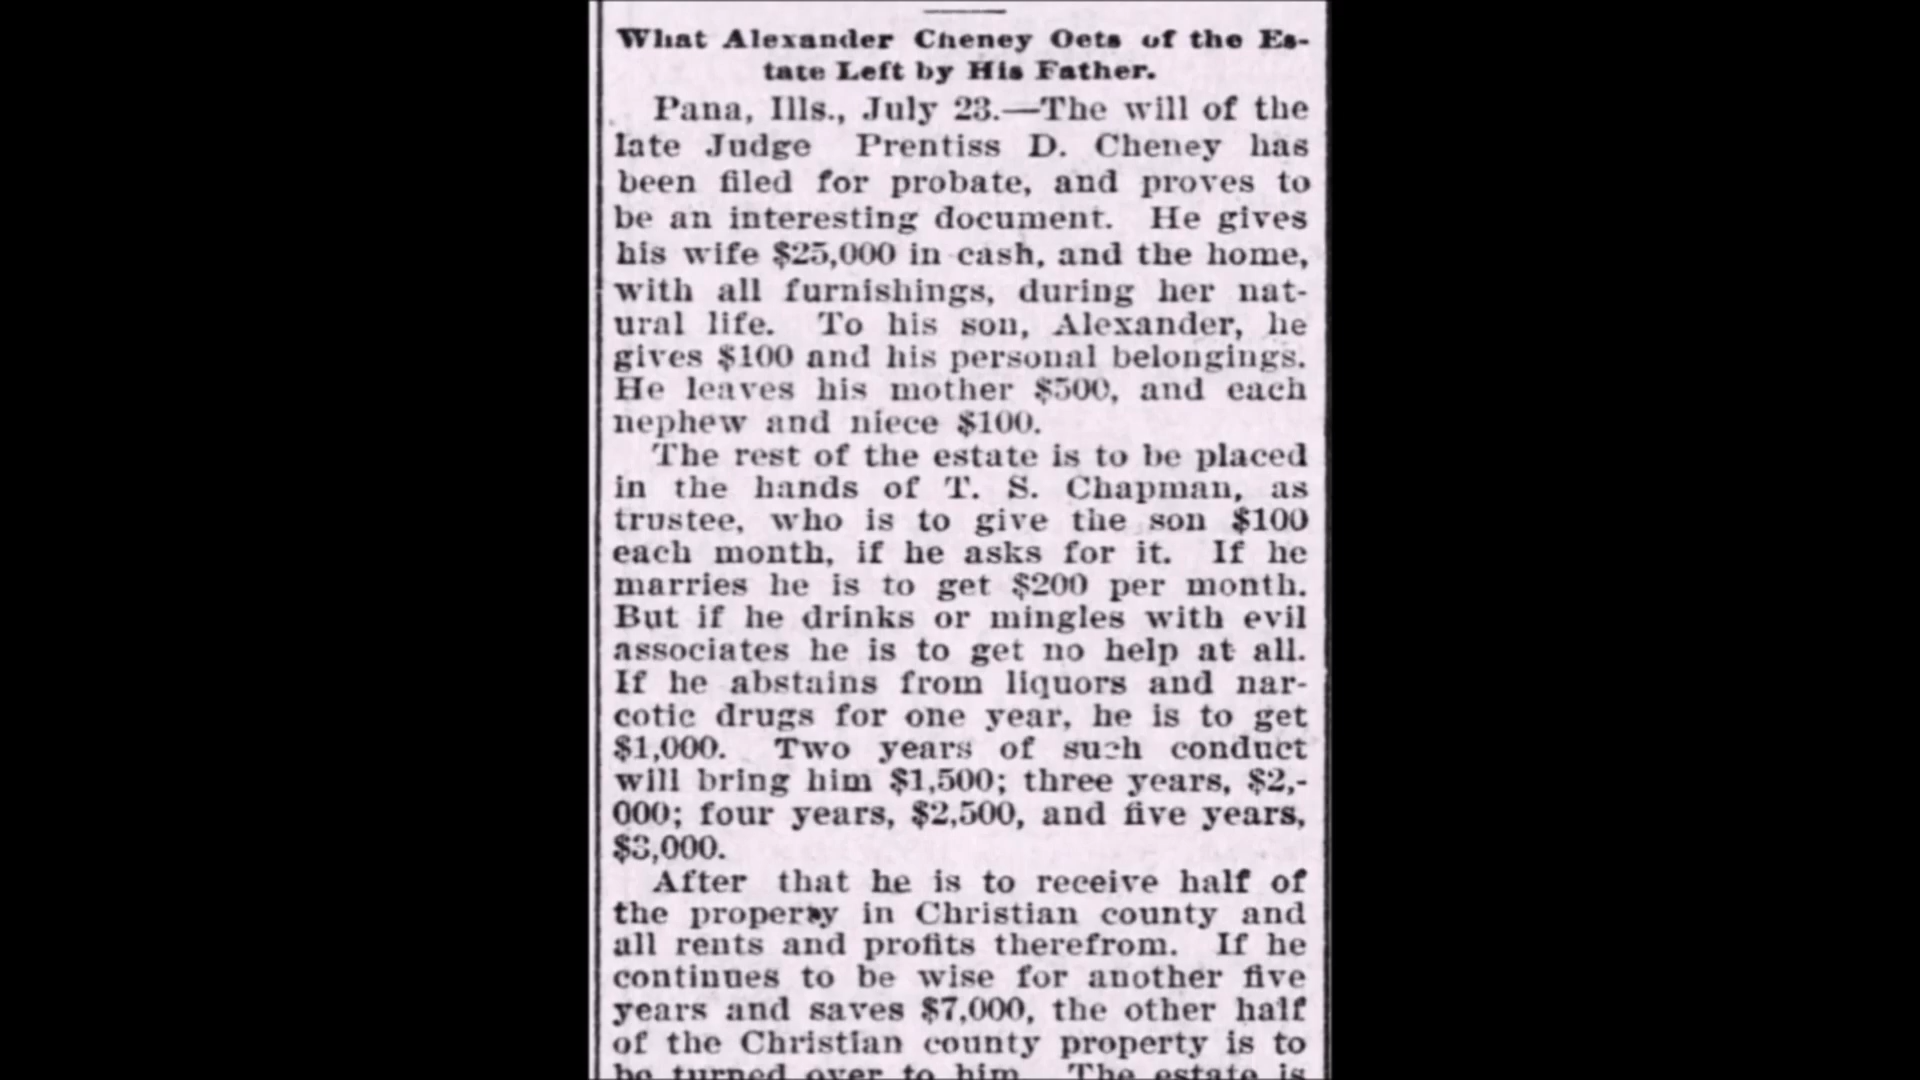 What Alexander Cheney Oets of the Es-
tate Left by His Father.
Pana, Ills., July 23.—The will of the
late Judge Prentiss D. Cheney has
been filed for probate, and proves to
be an interesting document. He gives
his wife $25,000 in cash, and the home,
with all furnishings, during her nat-
ural life. To his son, Alexander, he
gives $100 and his personal belongings.
He leaves his mother $500, and each
nephew and niece $100.
The rest of the estate is to be placed
in the hands of T. S. Chapman, as
trustee, who is to give the son $100
each month, if he asks for it. If he
marries he is to get $200 per month.
But if he drinks or mingles with evil
associates he is to get no help at all.
If he abstains from liquors and nar-
cotic drugs for one year, he is to get
$1,000. Two years of such conduct
will bring him $1,500; three years, $2,-
000; four years, $2,500, and five years,
$3,000.
After that he is to receive half of
the property in Christian county and
all rents and profits therefrom. If he
continues to be wise for another five
years and saves $7,000, the other half
of the Christian county property is to
be turned over to him. The estate is